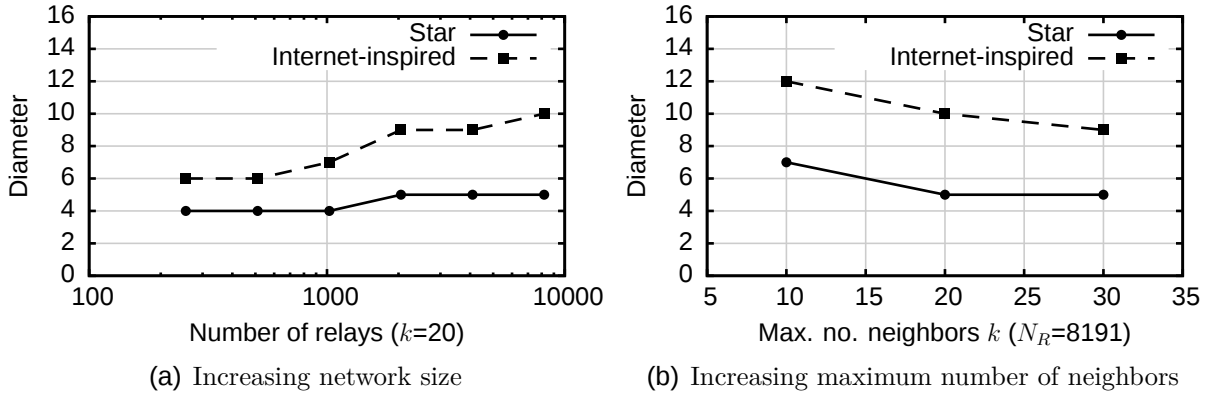 16
14
12
10
8
6
4
2
0
Diameter
Star
Internet-inspired
100
1000
10000
Number of relays (k=20)
(a) Increasing network size
16
14
12
10
8
6
4
2
0
Diameter
Star
Internet-inspired
5
10
15
20
25
30
35
Max. no. neighbors k (N_R=8191)
(b) Increasing maximum number of neighbors